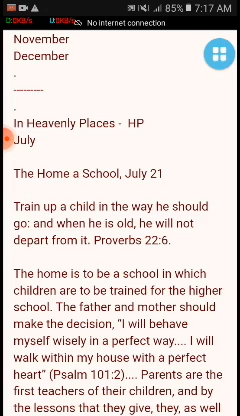 85% 7:17 AM
0:0KB/s U:0KB/s No internet connection
November
December
.
---------
.
In Heavenly Places - HP
July
The Home a School, July 21
Train up a child in the way he should
go: and when he is old, he will not
depart from it. Proverbs 22:6.
The home is to be a school in which
children are to be trained for the higher
school. The father and mother should
make the decision, “I will behave
myself wisely in a perfect way.... I will
walk within my house with a perfect
heart” (Psalm 101:2).... Parents are the
first teachers of their children, and by
the lessons that they give, they, as well